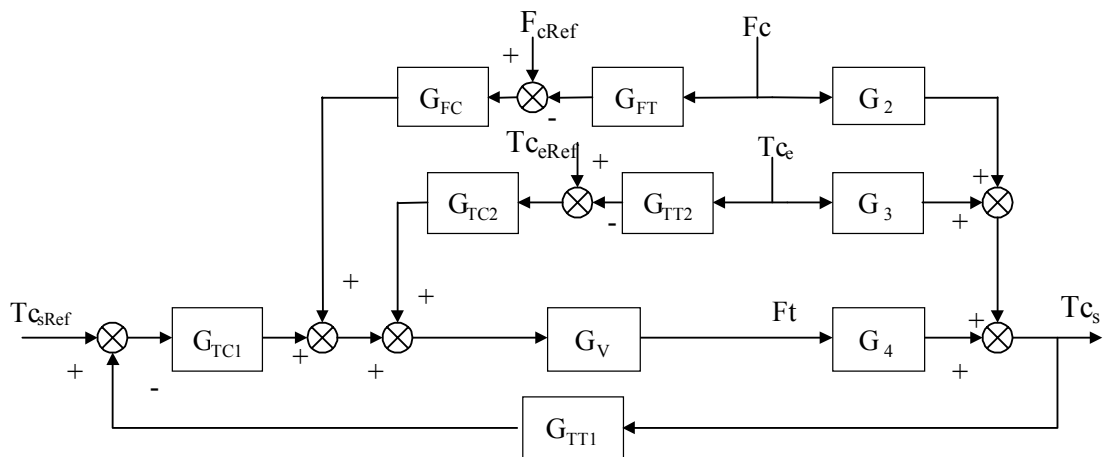 F_cRef Fc
+
G_FC G_FT G_2
-
Tc_eRef + Tc_e +
G_TC2 G_TT2 G_3
- +
+ +
Tc_sRef Ft + Tc_s
G_TC1 G_V G_4
+ + + +
-
G_TT1